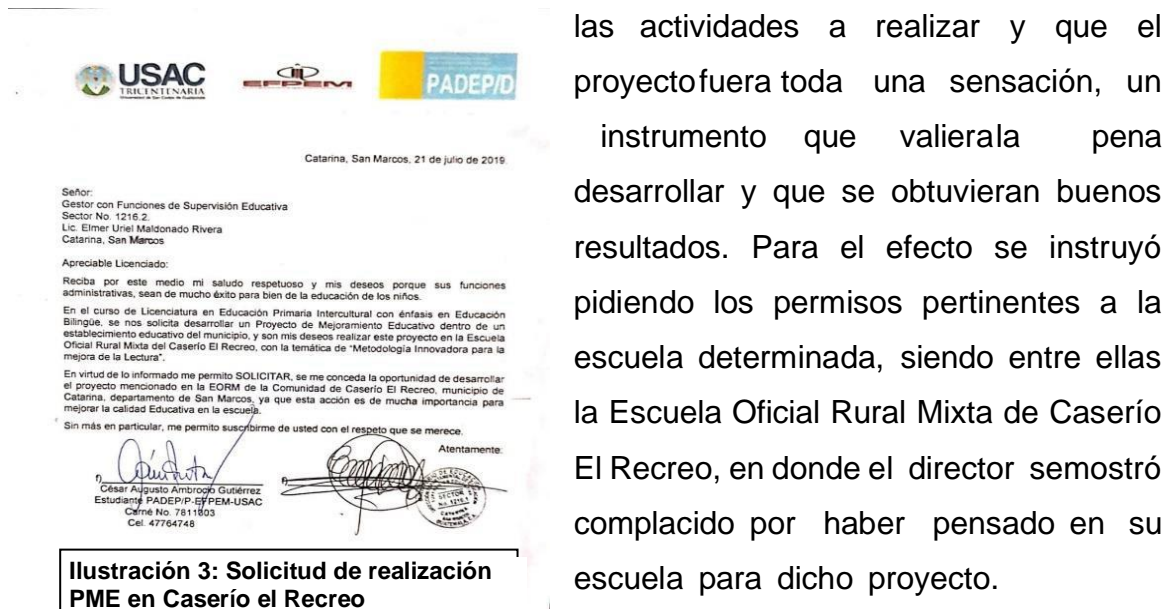 USAC
TRICENTENARIA
Universidad de San Carlos de Guatemala
EFPEM
PADEP/D
Catarina, San Marcos, 21 de julio de 2019.
Señor:
Gestor con Funciones de Supervisión Educativa
Sector No. 1216.2.
Lic. Elmer Uriel Maldonado Rivera
Catarina, San Marcos
Apreciable Licenciado:
Reciba por este medio mi saludo respetuoso y mis deseos porque sus funciones
administrativas, sean de mucho éxito para bien de la educación de los niños.
En el curso de Licenciatura en Educación Primaria Intercultural con énfasis en Educación
Bilingüe, se nos solicita desarrollar un Proyecto de Mejoramiento Educativo dentro de un
establecimiento educativo del municipio, y son mis deseos realizar este proyecto en la Escuela
Oficial Rural Mixta del Caserío El Recreo, con la temática de “Metodología Innovadora para la
mejora de la Lectura”.
En virtud de lo informado me permito SOLICITAR, se me conceda la oportunidad de desarrollar
el proyecto mencionado en la EORM de la Comunidad de Caserío El Recreo, municipio de
Catarina, departamento de San Marcos, ya que esta acción es de mucha importancia para
mejorar la calidad Educativa en la escuela.
Sin más en particular, me permito suscribirme de usted con el respeto que se merece.
Atentamente:
César Augusto Ambrocio Gutiérrez
Estudiante PADEP/P-EFPEM-USAC
Carné No. 7811803
Cel. 47764748
SECTOR
CATARINA
Ilustración 3: Solicitud de realización
PME en Caserío el Recreo
las actividades a realizar y que el
proyectofuera toda una sensación, un
instrumento que valierala pena
desarrollar y que se obtuvieran buenos
resultados. Para el efecto se instruyó
pidiendo los permisos pertinentes a la
escuela determinada, siendo entre ellas
la Escuela Oficial Rural Mixta de Caserío
El Recreo, en donde el director semostró
complacido por haber pensado en su
escuela para dicho proyecto.